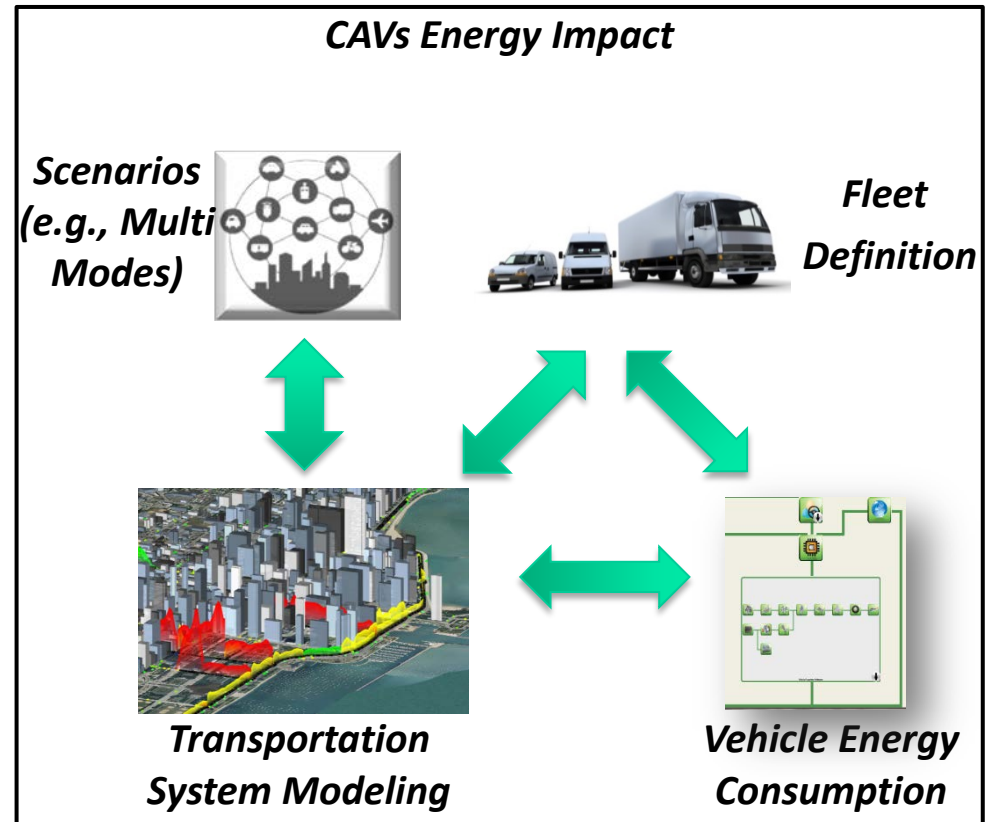 CAVs Energy Impact
Scenarios
(e.g., Multi
Modes)
Fleet
Definition
Transportation
System Modeling
Vehicle Energy
Consumption